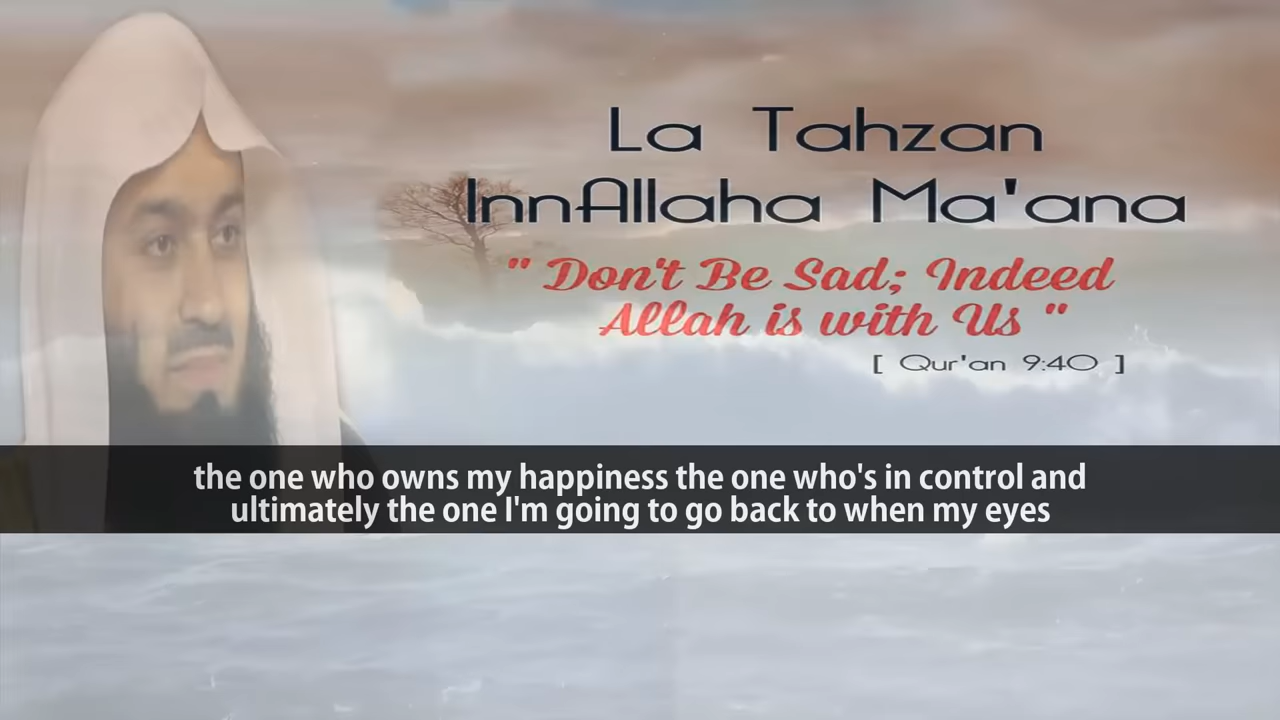 La Tahzan
InnAllaha Ma'ana
" Don't Be Sad; Indeed
Allah is with Us "
[ Qur'an 9:40 ]
the one who owns my happiness the one who's in control and
ultimately the one I'm going to go back to when my eyes